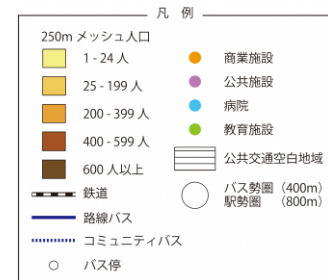 凡 例
250m メッシュ人口
1 - 24 人
25 - 199 人
200 - 399 人
400 - 599 人
600 人以上
鉄道
路線バス
コミュニティバス
バス停
商業施設
公共施設
病院
教育施設
公共交通空白地域
バス勢圏 (400m)
駅勢圏 (800m)